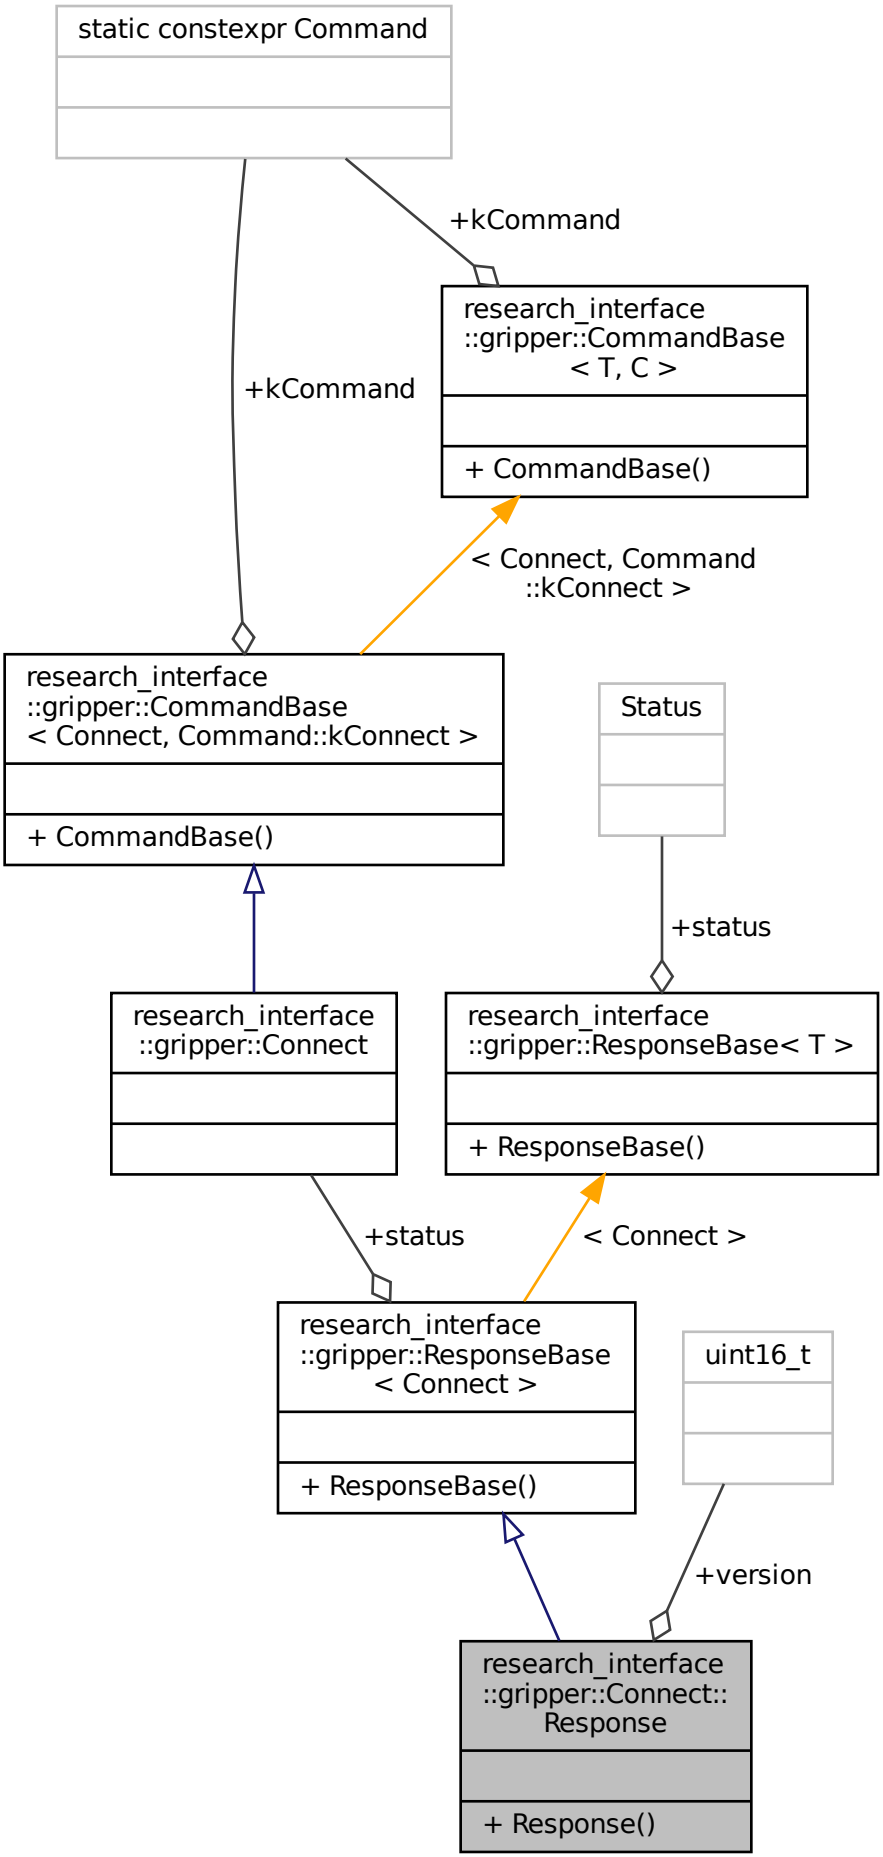 static constexpr Command
+kCommand
research_interface
::gripper::CommandBase
< T, C >
+kCommand
+ CommandBase()
< Connect, Command
::kConnect >
research_interface
::gripper::CommandBase
< Connect, Command::kConnect >
Status
+ CommandBase()
+status
research_interface
::gripper::Connect
research_interface
::gripper::ResponseBase< T >
+ ResponseBase()
+status
< Connect >
research_interface
::gripper::ResponseBase
< Connect >
uint16_t
+ ResponseBase()
+version
research_interface
::gripper::Connect::
Response
+ Response()